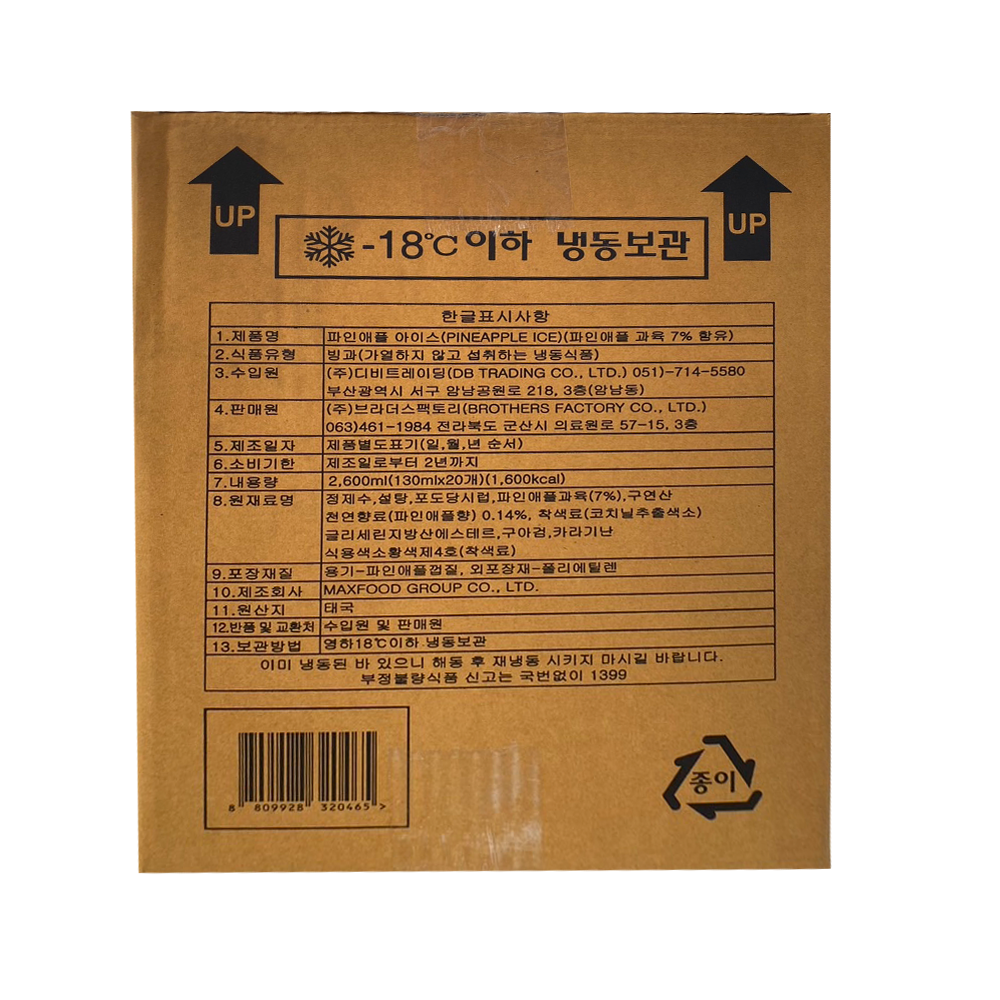 UP
UP
-18℃이하 냉동보관
한글표시사항
1.제품명 파인애플 아이스(PINEAPPLE ICE)(파인애플 과육 7% 함유)
2.식품유형 빙과(가열하지 않고 섭취하는 냉동식품)
3.수입원 (주)디비트레이딩(DB TRADING CO., LTD.) 051)-714-5580
부산광역시 서구 암남공원로 218, 3층(암남동)
4.판매원 (주)브라더스팩토리(BROTHERS FACTORY CO., LTD.)
063)461-1984 전라북도 군산시 의료원로 57-15, 3층
5.제조일자 제품별도표기(일,월,년 순서)
6.소비기한 제조일로부터 2년까지
7.내용량 2,600ml(130mlx20개)(1,600kcal)
8.원재료명 정제수,설탕,포도당시럽,파인애플과육(7%),구연산
천연향료(파인애플향) 0.14%, 착색료(코치닐추출색소)
글리세린지방산에스테르,구아검,카라기난
식용색소황색제4호(착색료)
9.포장재질 용기-파인애플껍질, 외포장재-폴리에틸렌
10.제조회사 MAXFOOD GROUP CO., LTD.
11.원산지 태국
12.반품 및 교환처 수입원 및 판매원
13.보관방법 영하18℃이하 냉동보관
이미 냉동된 바 있으니 해동 후 재냉동 시키지 마시길 바랍니다.
부정불량식품 신고는 국번없이 1399
8 809928 320465 >
종이